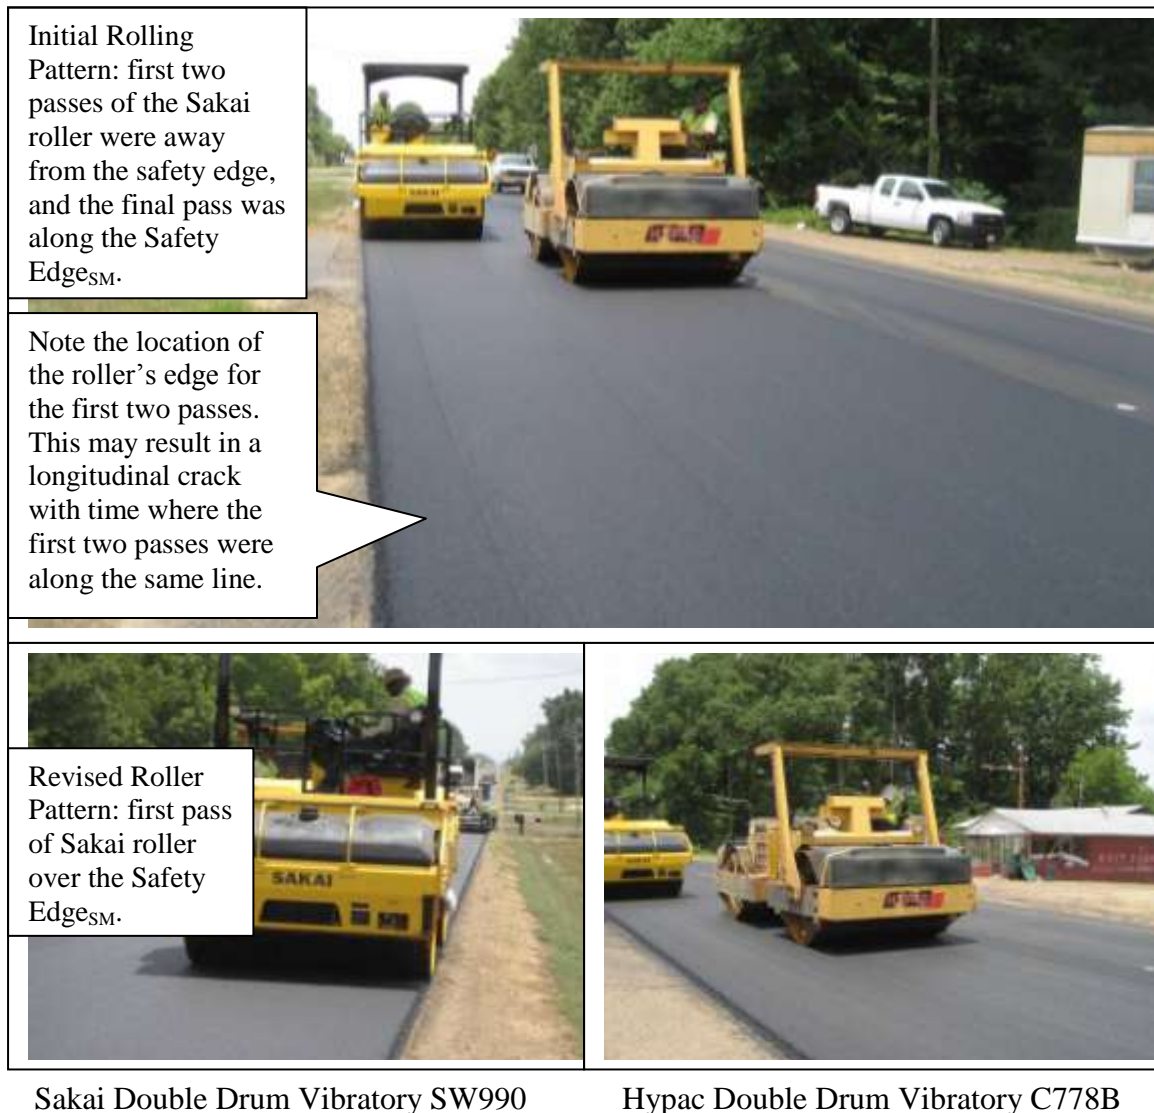 Initial Rolling
Pattern: first two
passes of the Sakai
roller were away
from the safety edge,
and the final pass was
along the Safety
EdgeSM.
Note the location of
the roller’s edge for
the first two passes.
This may result in a
longitudinal crack
with time where the
first two passes were
along the same line.
SAKAI
Revised Roller
Pattern: first pass
of Sakai roller
over the Safety
EdgeSM.
SAKAI
Sakai Double Drum Vibratory SW990
Hypac Double Drum Vibratory C778B